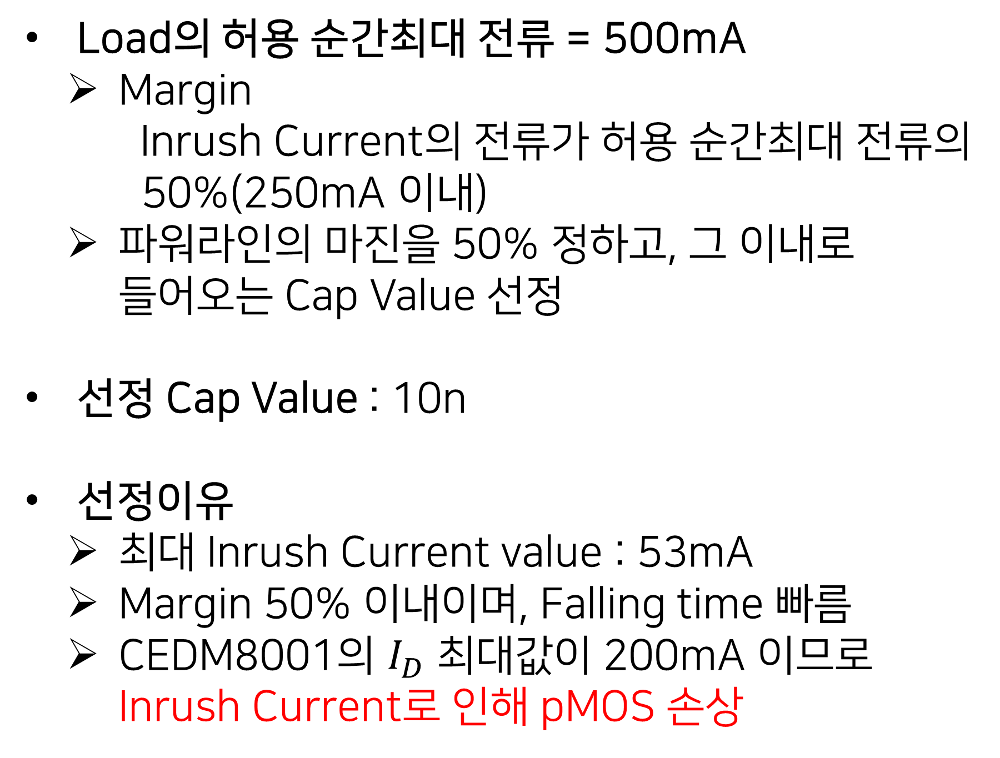 • Load의 허용 순간최대 전류 = 500mA
➢ Margin
Inrush Current의 전류가 허용 순간최대 전류의
50%(250mA 이내)
➢ 파워라인의 마진을 50% 정하고, 그 이내로
들어오는 Cap Value 선정
• 선정 Cap Value : 10n
• 선정이유
➢ 최대 Inrush Current value : 53mA
➢ Margin 50% 이내이며, Falling time 빠름
➢ CEDM8001의 I_D 최대값이 200mA 이므로
Inrush Current로 인해 pMOS 손상